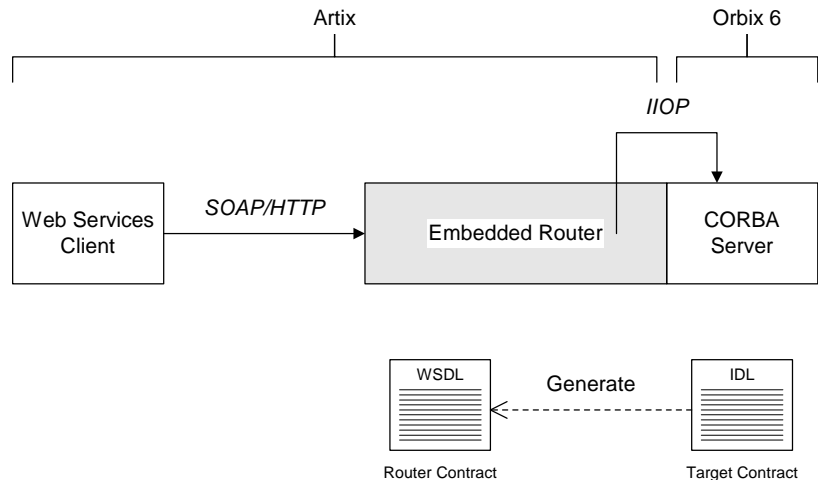 Artix
Orbix 6
IIOP
Web Services
Client
SOAP/HTTP
Embedded Router
CORBA
Server
WSDL
Generate
IDL
Router Contract
Target Contract